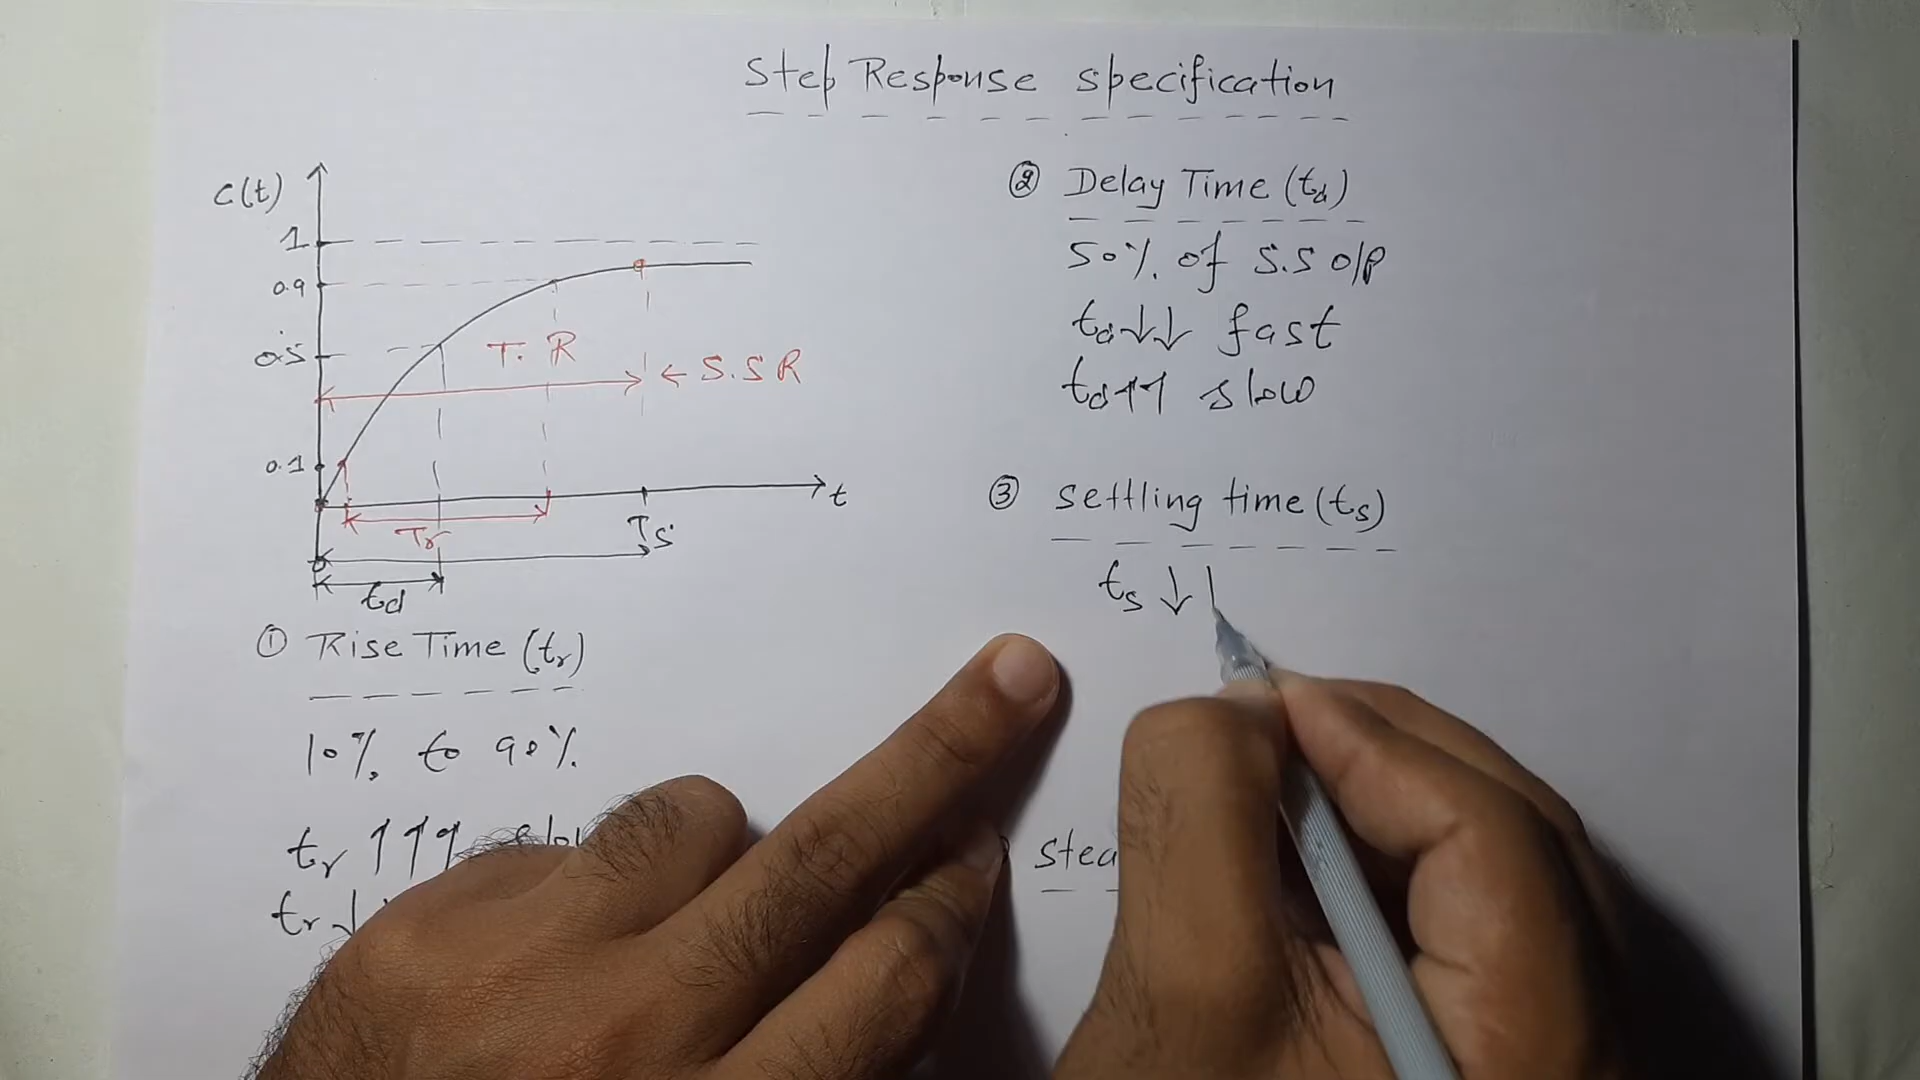 Step Response specification
C(t)
1
0.9
0.5
0.1
T. R
← S.S R
t
Tr
Ts
td
① Rise Time (tr)
10% to 90%
tr ↑↑↑
tr ↓
② Delay Time (td)
50% of S.S o/p
td↓↓ fast
td↑↑ slow
③ Settling time (ts)
ts ↓